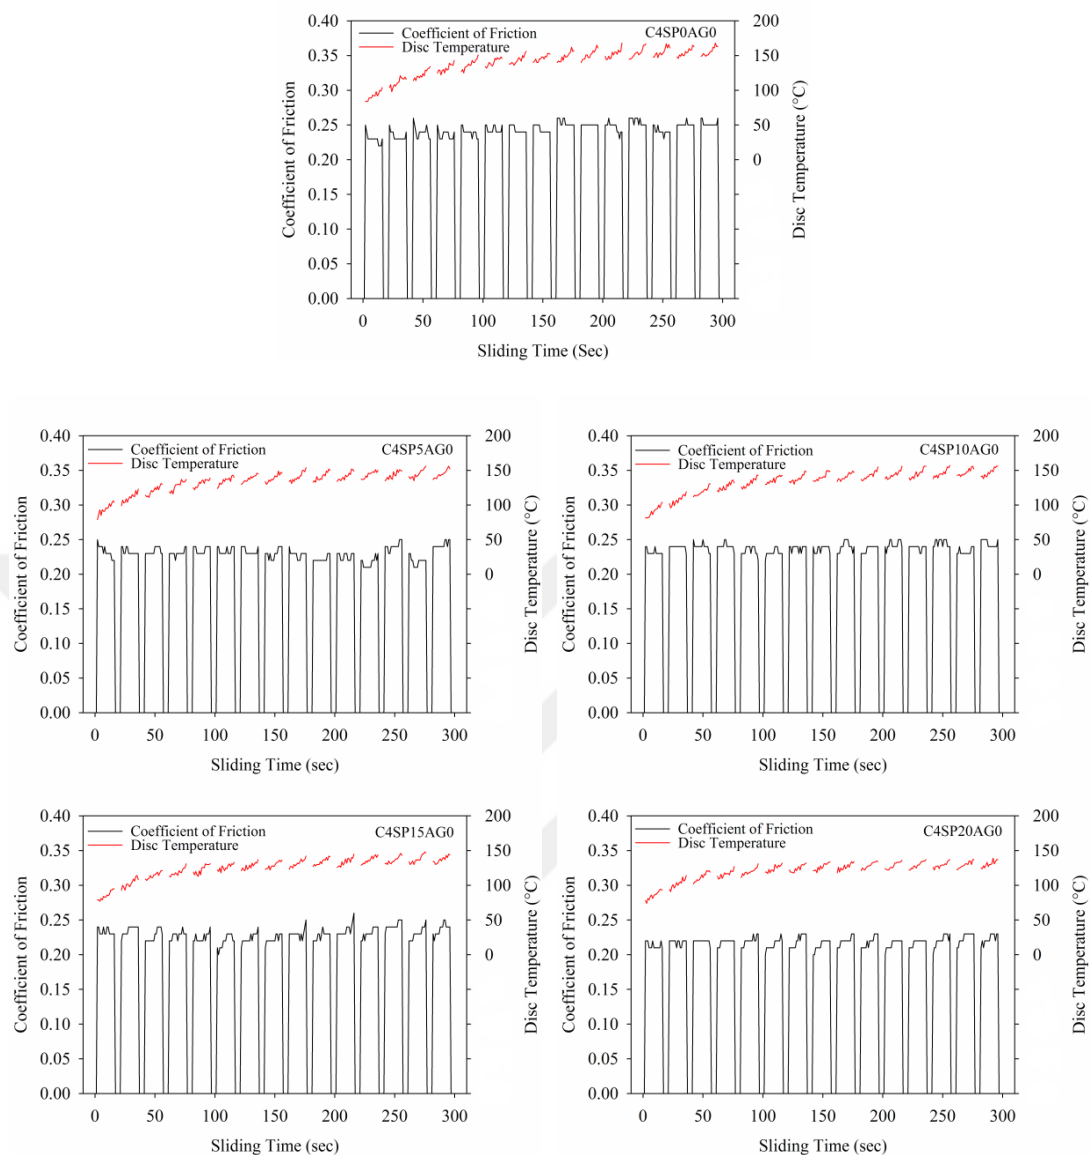 0.40
0.35
0.30
0.25
0.20
0.15
0.10
0.05
0.00
Coefficient of Friction
Coefficient of Friction
Disc Temperature
C4SP0AG0
200
150
100
50
0
Disc Temperature (°C)
0 50 100 150 200 250 300
Sliding Time (Sec)
0.40
0.35
0.30
0.25
0.20
0.15
0.10
0.05
0.00
Coefficient of Friction
Coefficient of Friction
Disc Temperature
C4SP5AG0
200
150
100
50
0
Disc Temperature (°C)
0 50 100 150 200 250 300
Sliding Time (sec)
0.40
0.35
0.30
0.25
0.20
0.15
0.10
0.05
0.00
Coefficient of Friction
Coefficient of Friction
Disc Temperature
C4SP10AG0
200
150
100
50
0
Disc Temperature (°C)
0 50 100 150 200 250 300
Sliding Time (sec)
0.40
0.35
0.30
0.25
0.20
0.15
0.10
0.05
0.00
Coefficient of Friction
Coefficient of Friction
Disc Temperature
C4SP15AG0
200
150
100
50
0
Disc Temperature (°C)
0 50 100 150 200 250 300
Sliding Time (sec)
0.40
0.35
0.30
0.25
0.20
0.15
0.10
0.05
0.00
Coefficient of Friction
Coefficient of Friction
Disc Temperature
C4SP20AG0
200
150
100
50
0
Disc Temperature (°C)
0 50 100 150 200 250 300
Sliding Time (sec)